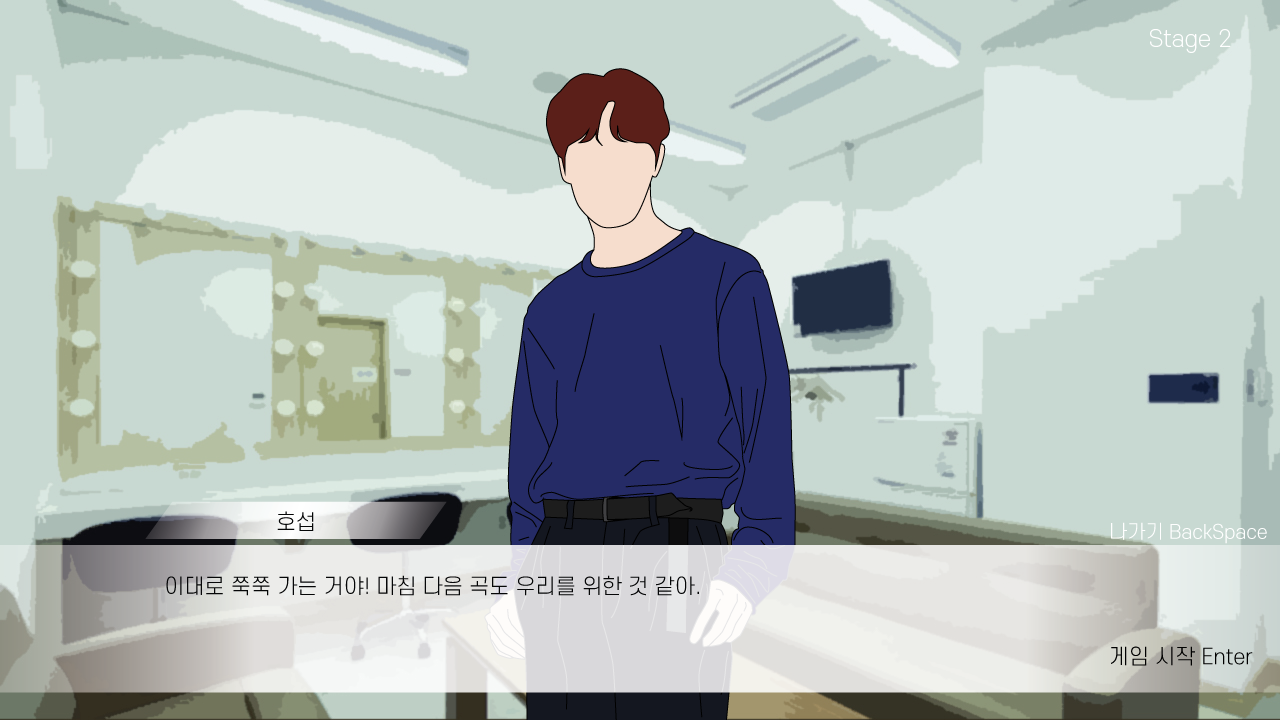 Stage 2
호섭
이대로 쭉쭉 가는 거야! 마침 다음 곡도 우리를 위한 것 같아.
나가기 BackSpace
게임 시작 Enter